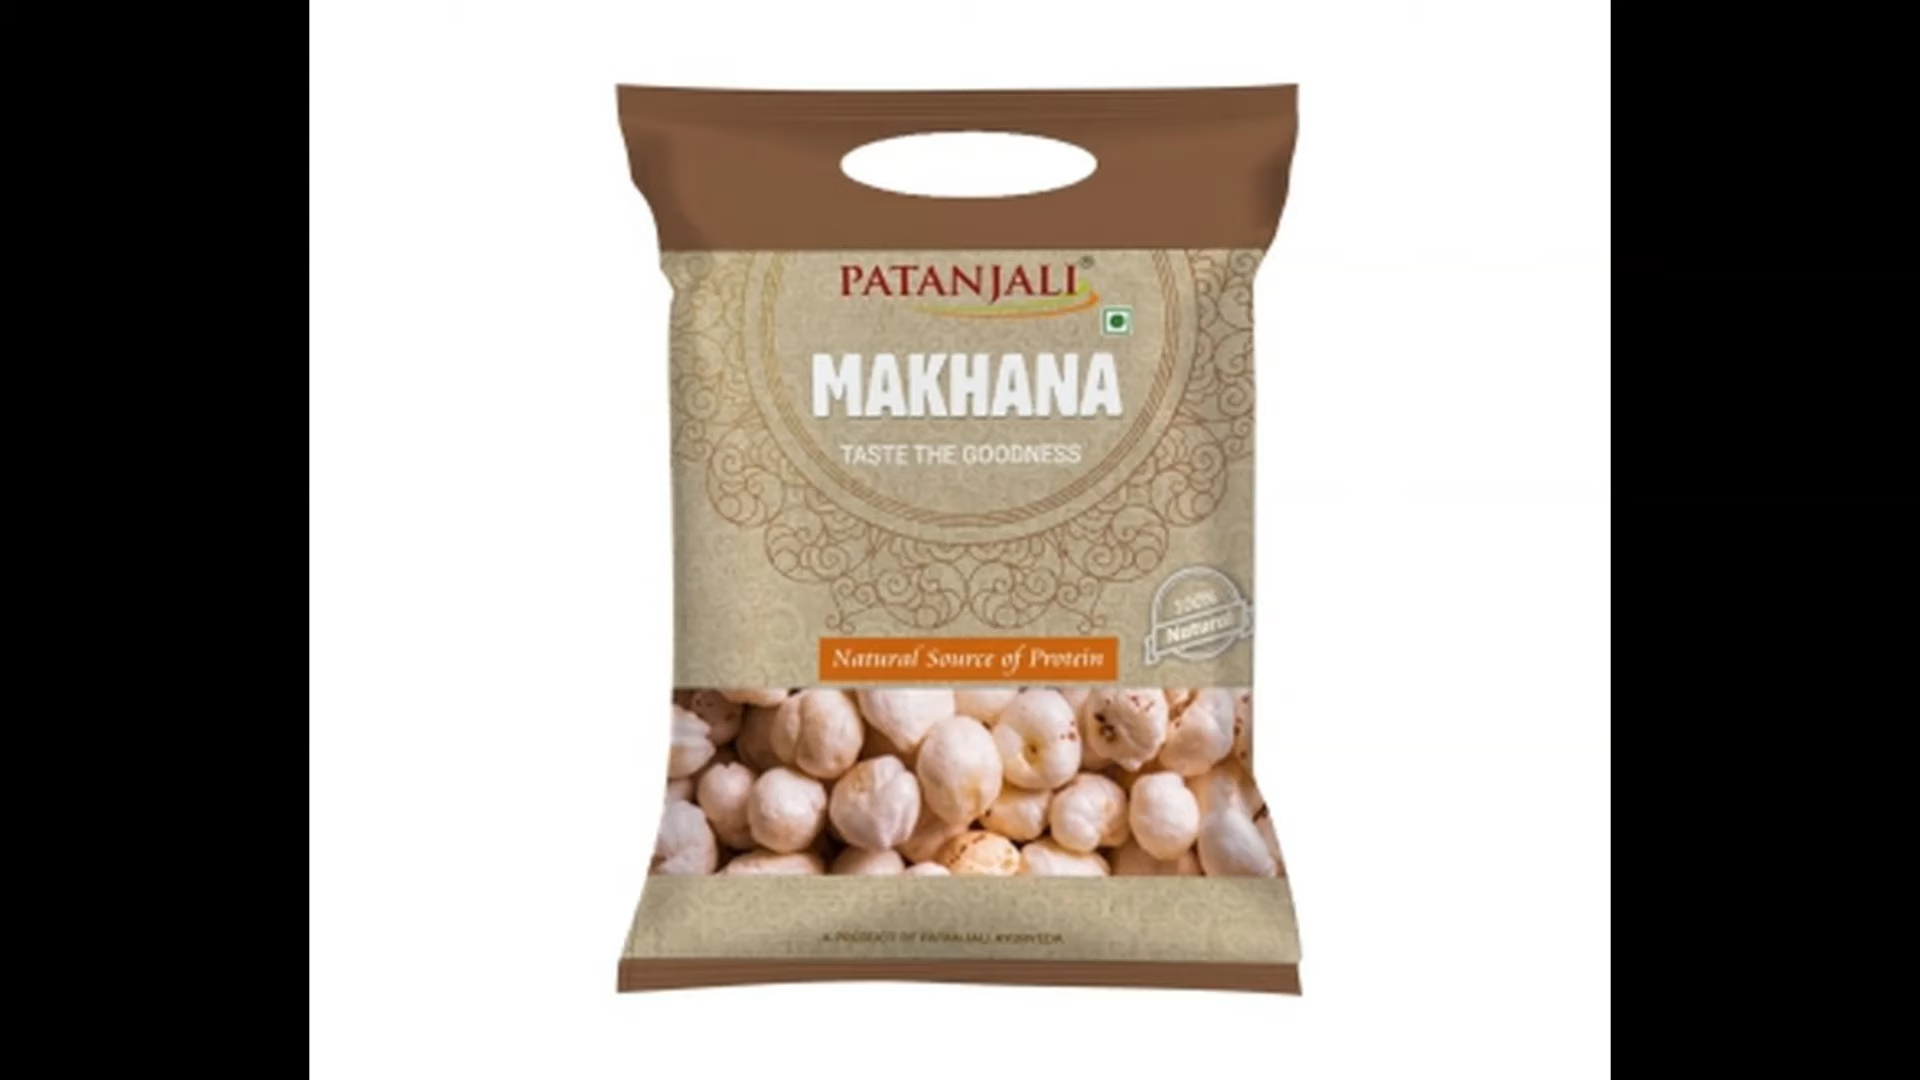 PATANJALI®
MAKHANA
TASTE THE GOODNESS
100%
Natural
Natural Source of Protein
A PRODUCT OF PATANJALI AYURVEDA